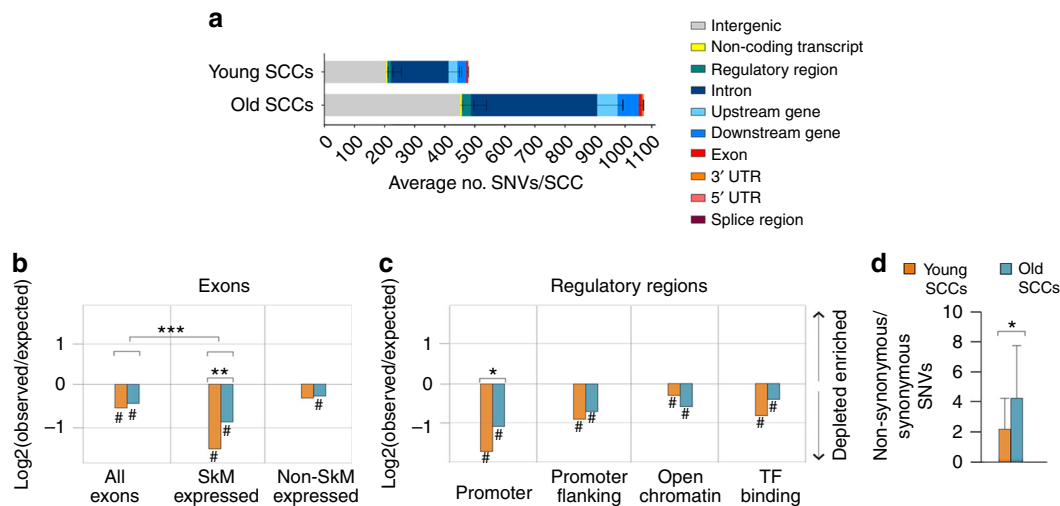 a
Young SCCs
Old SCCs
0
100
200
300
400
500
600
700
800
900
1000
1100
Average no. SNVs/SCC
Intergenic
Non-coding transcript
Regulatory region
Intron
Upstream gene
Downstream gene
Exon
3′ UTR
5′ UTR
Splice region
b
Exons
Log2(observed/expected)
1
0
−1
***
**
#
#
#
#
#
All
exons
SkM
expressed
Non-SkM
expressed
c
Regulatory regions
Log2(observed/expected)
1
0
−1
*
#
#
#
#
#
#
#
#
Promoter
Promoter
flanking
Open
chromatin
TF
binding
Depleted enriched
d
Young
SCCs
Old
SCCs
Non-synonymous/
synonymous
SNVs
10
8
6
4
2
0
*